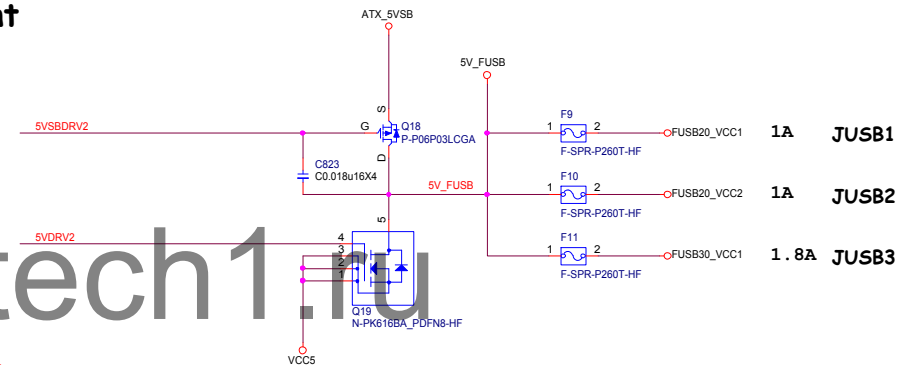 ATX_5VSB
5V_FUSB
5VSBDRV2
G
S
D
Q18
P-P06P03LCGA
C823
C0.018u16X4
5V_FUSB
F9
1
2
F-SPR-P260T-HF
FUSB20_VCC1
1A
JUSB1
F10
1
2
F-SPR-P260T-HF
FUSB20_VCC2
1A
JUSB2
F11
1
2
F-SPR-P260T-HF
FUSB30_VCC1
1.8A
JUSB3
5VDRV2
5
4
3
2
1
Q19
N-PK616BA_PDFN8-HF
VCC5
tech1.ru